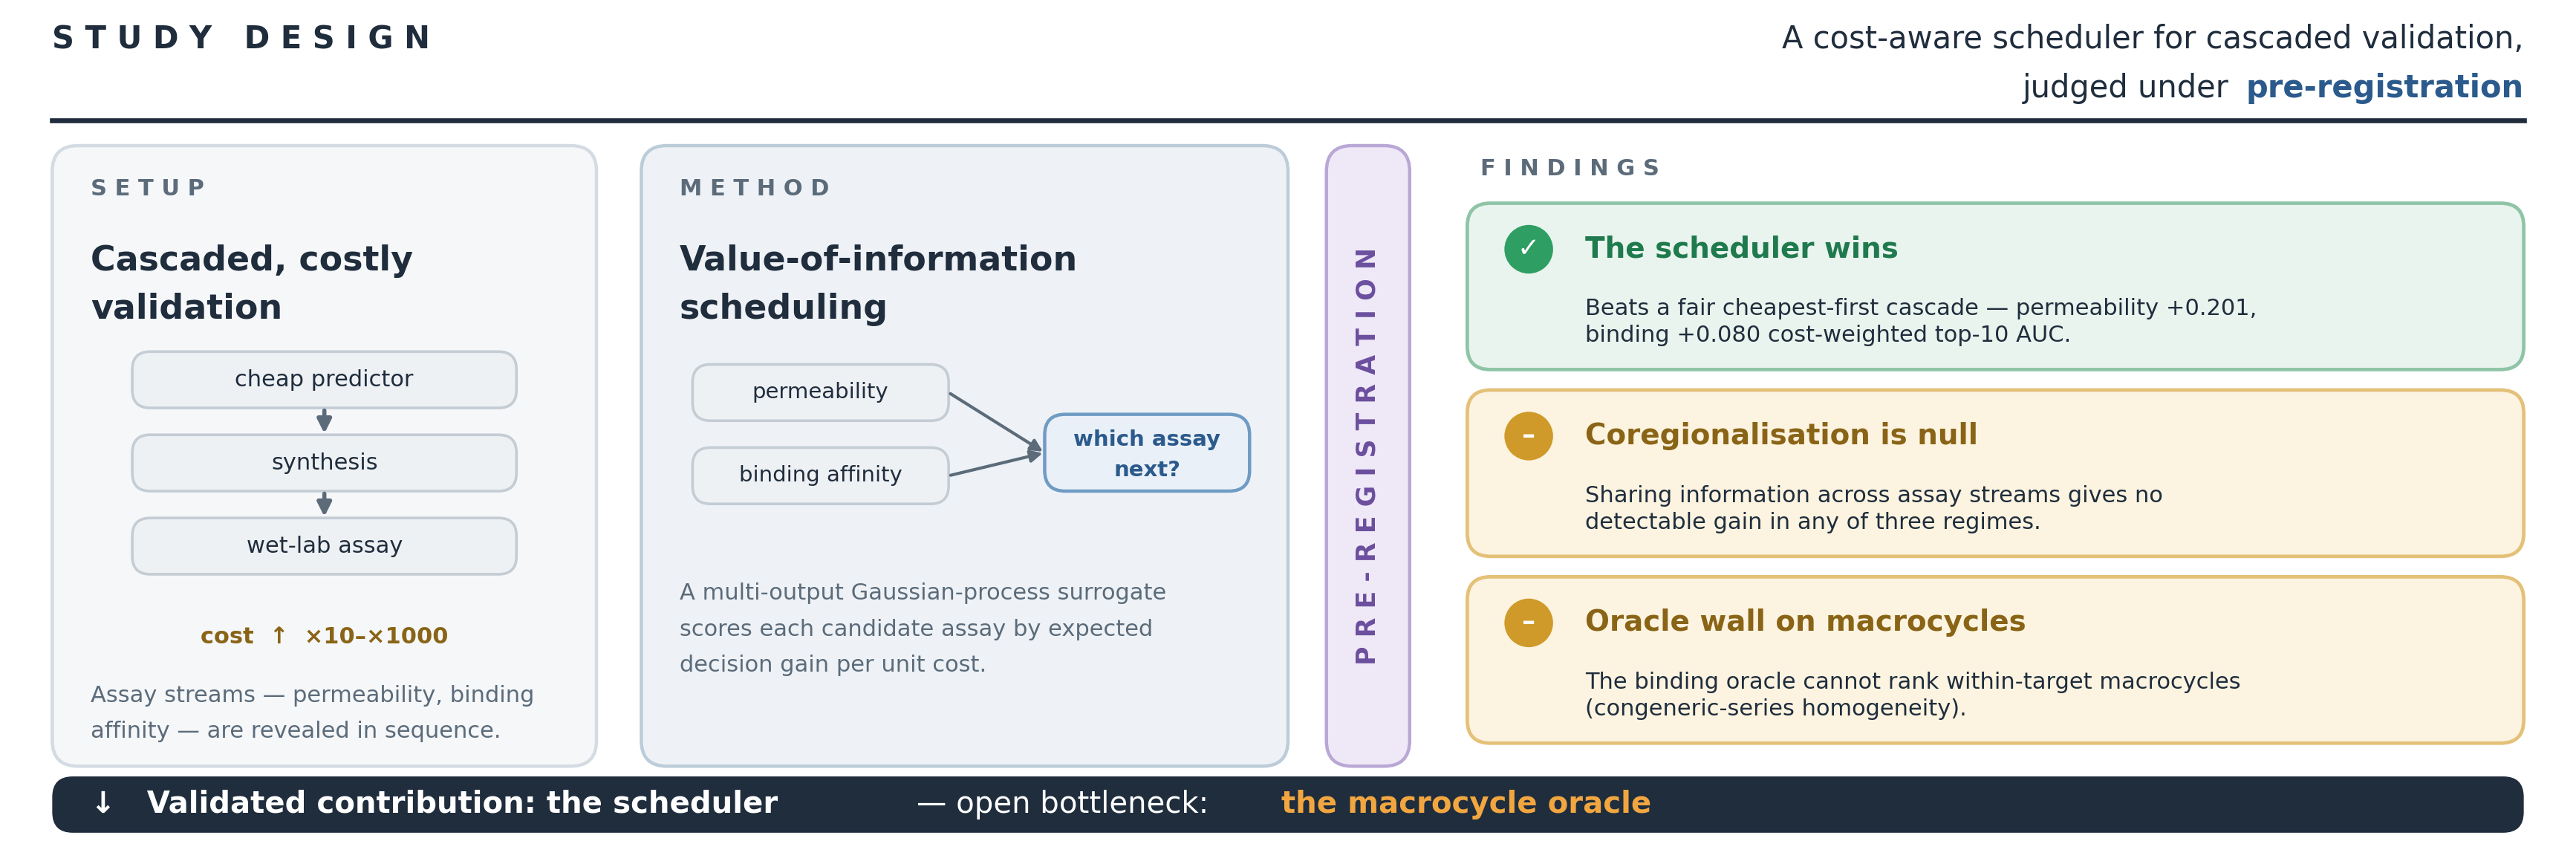 STUDY DESIGN
A cost-aware scheduler for cascaded validation,
judged under pre-registration
SETUP
Cascaded, costly
validation
cheap predictor
synthesis
wet-lab assay
cost ↑ ×10–×1000
Assay streams — permeability, binding
affinity — are revealed in sequence.
METHOD
Value-of-information
scheduling
permeability
binding affinity
which assay
next?
A multi-output Gaussian-process surrogate
scores each candidate assay by expected
decision gain per unit cost.
PRE-REGISTRATION
FINDINGS
✓ The scheduler wins
Beats a fair cheapest-first cascade — permeability +0.201,
binding +0.080 cost-weighted top-10 AUC.
– Coregionalisation is null
Sharing information across assay streams gives no
detectable gain in any of three regimes.
– Oracle wall on macrocycles
The binding oracle cannot rank within-target macrocycles
(congeneric-series homogeneity).
↓ Validated contribution: the scheduler — open bottleneck: the macrocycle oracle